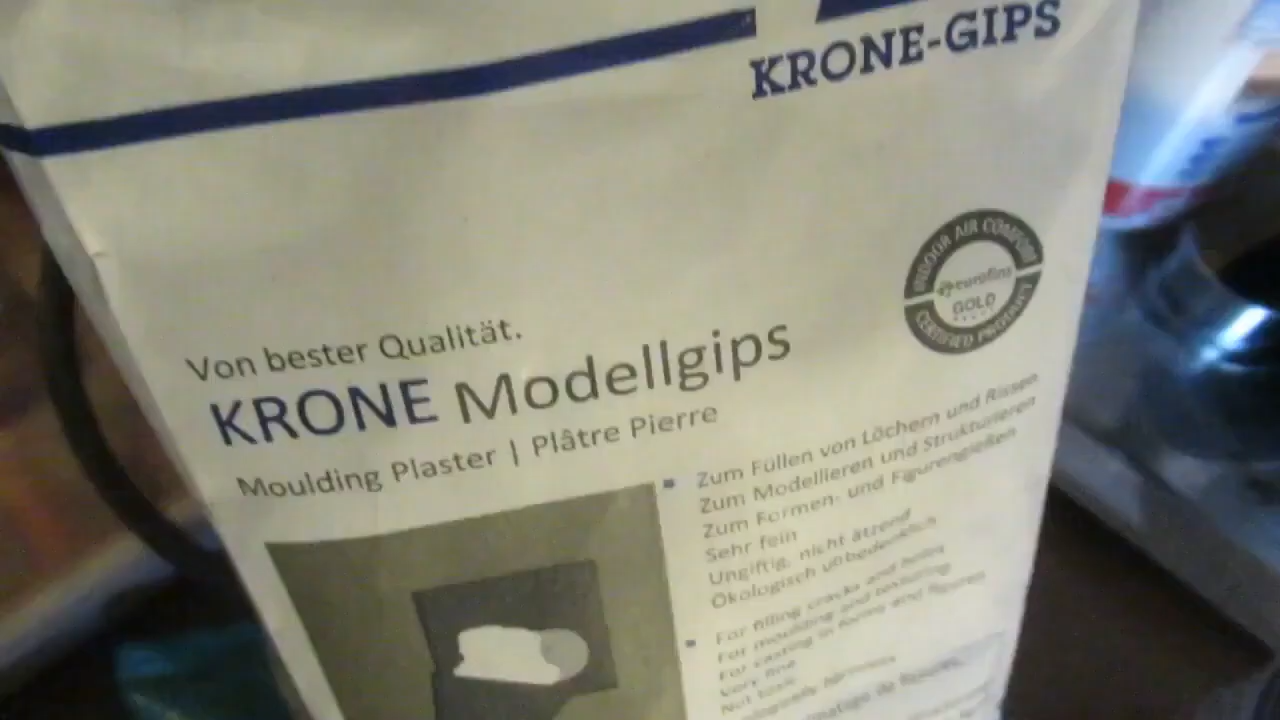 KRONE-GIPS
INDOOR AIR COMFORT
eurofins
GOLD
CERTIFIED PRODUCT
Von bester Qualität.
KRONE Modellgips
Moulding Plaster | Plâtre Pierre
Zum Füllen von Löchern und Rissen
Zum Modellieren und Strukturieren
Zum Formen- und Figurengießen
Sehr fein
Ungiftig, nicht ätzend
Ökologisch unbedenklich
For filling cracks and holes
For moulding and texturing
For casting in forms and figures
Very fine
Not toxic